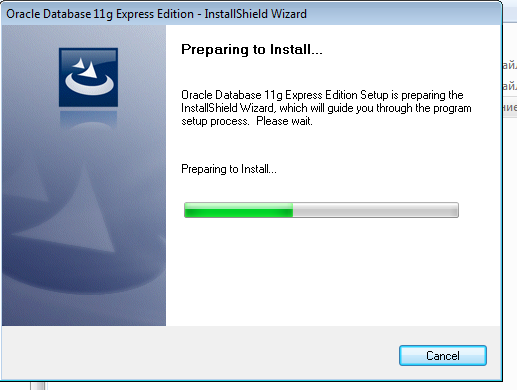 Oracle Database 11g Express Edition - InstallShield Wizard
Preparing to Install...
Oracle Database 11g Express Edition Setup is preparing the
InstallShield Wizard, which will guide you through the program
setup process. Please wait.
Preparing to Install...
Cancel